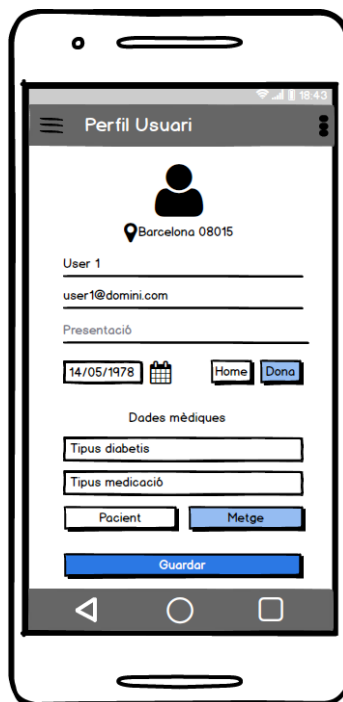 18:43
Perfil Usuari
Barcelona 08015
User 1
user1@domini.com
Presentació
14/05/1978 Home Dona
Dades mèdiques
Tipus diabetis
Tipus medicació
Pacient Metge
Guardar